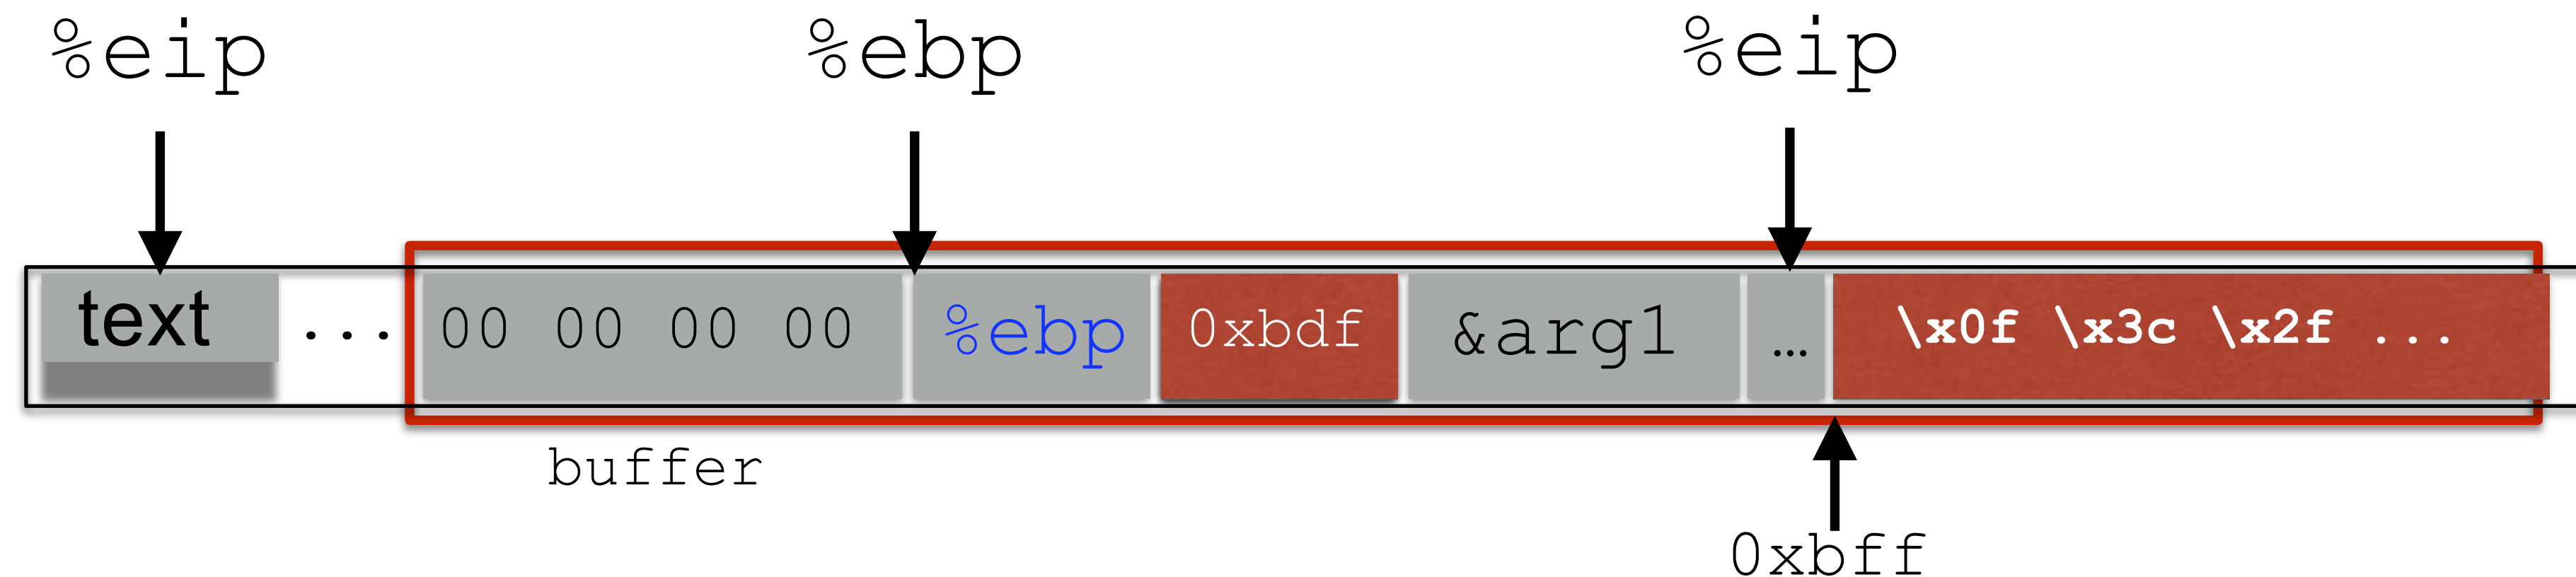 %eip %ebp %eip
text ... 00 00 00 00 %ebp 0xbdf &arg1 ... \x0f \x3c \x2f ...
buffer
0xbff